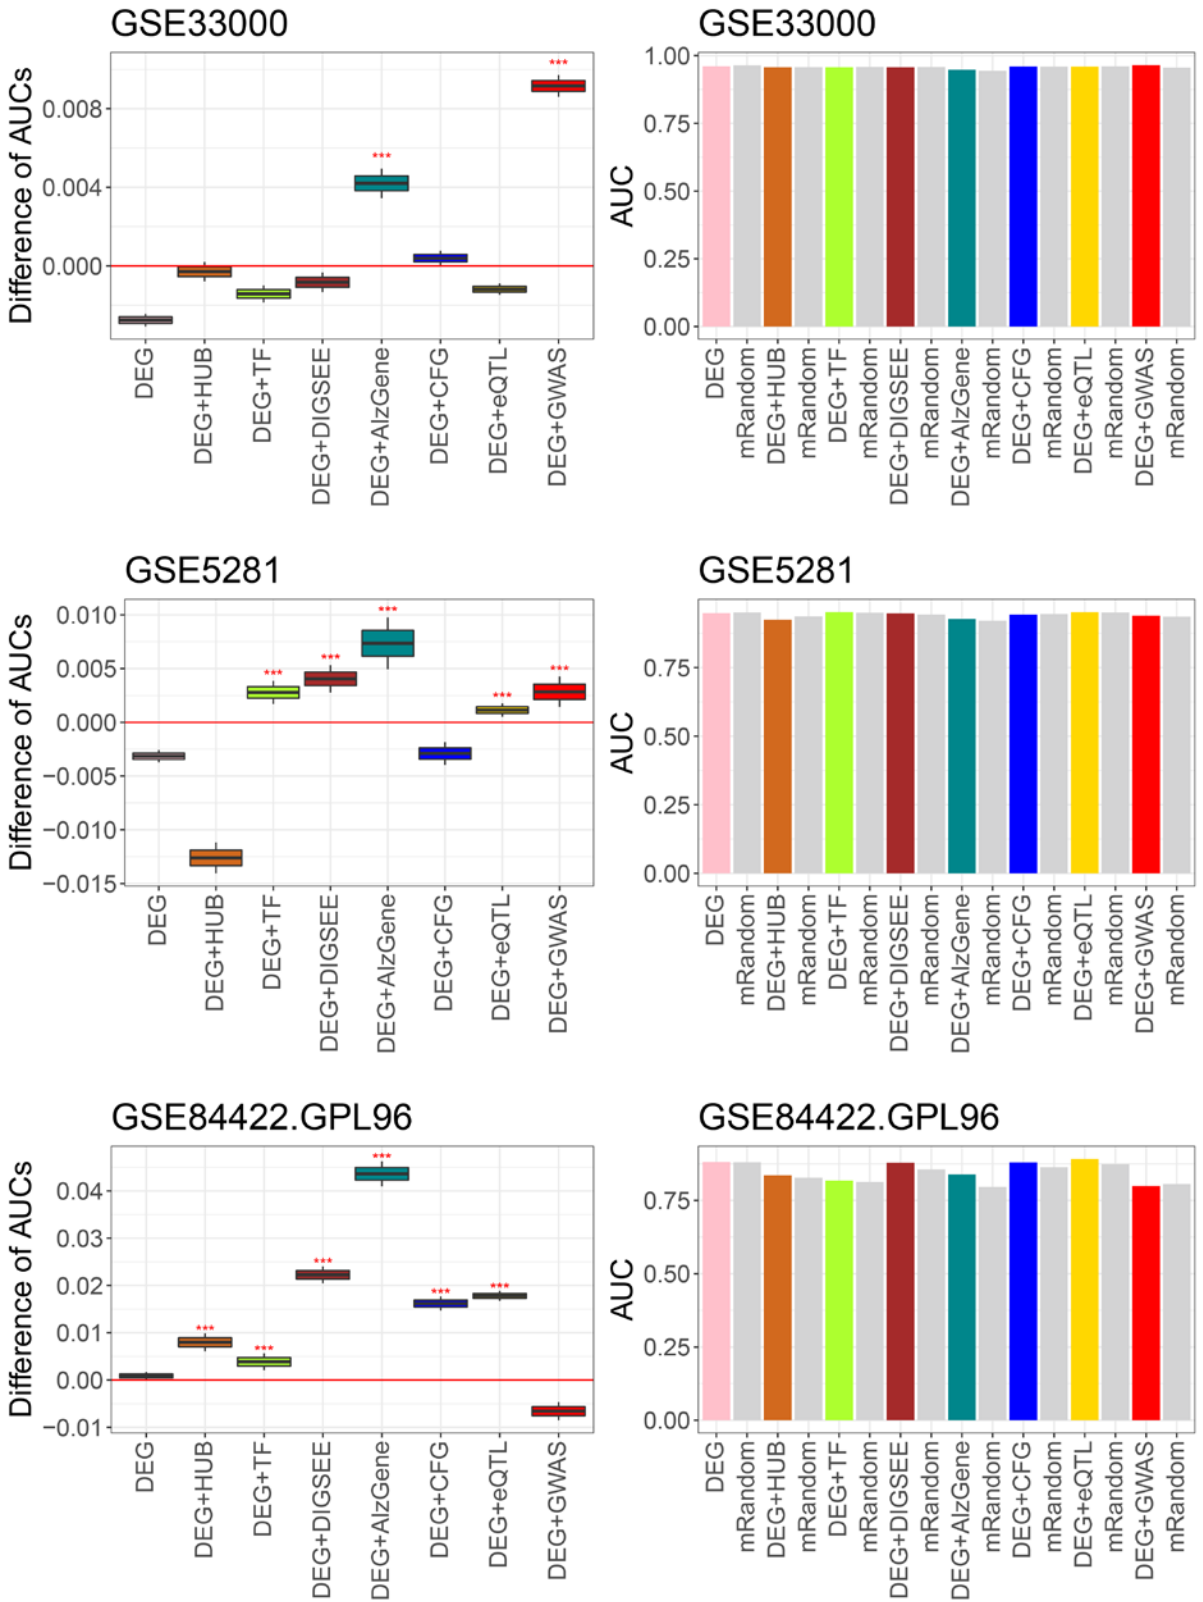 GSE33000
Difference of AUCs
0.008
0.004
0.000
***
***
DEG
DEG+HUB
DEG+TF
DEG+DIGSEE
DEG+AlzGene
DEG+CFG
DEG+eQTL
DEG+GWAS
GSE33000
AUC
1.00
0.75
0.50
0.25
0.00
DEG
mRandom
DEG+HUB
mRandom
DEG+TF
mRandom
DEG+DIGSEE
mRandom
DEG+AlzGene
mRandom
DEG+CFG
mRandom
DEG+eQTL
mRandom
DEG+GWAS
mRandom
GSE5281
Difference of AUCs
0.010
0.005
0.000
−0.005
−0.010
−0.015
***
***
***
***
***
DEG
DEG+HUB
DEG+TF
DEG+DIGSEE
DEG+AlzGene
DEG+CFG
DEG+eQTL
DEG+GWAS
GSE5281
AUC
0.75
0.50
0.25
0.00
DEG
mRandom
DEG+HUB
mRandom
DEG+TF
mRandom
DEG+DIGSEE
mRandom
DEG+AlzGene
mRandom
DEG+CFG
mRandom
DEG+eQTL
mRandom
DEG+GWAS
mRandom
GSE84422.GPL96
Difference of AUCs
0.04
0.03
0.02
0.01
0.00
−0.01
***
***
***
***
***
***
DEG
DEG+HUB
DEG+TF
DEG+DIGSEE
DEG+AlzGene
DEG+CFG
DEG+eQTL
DEG+GWAS
GSE84422.GPL96
AUC
0.75
0.50
0.25
0.00
DEG
mRandom
DEG+HUB
mRandom
DEG+TF
mRandom
DEG+DIGSEE
mRandom
DEG+AlzGene
mRandom
DEG+CFG
mRandom
DEG+eQTL
mRandom
DEG+GWAS
mRandom